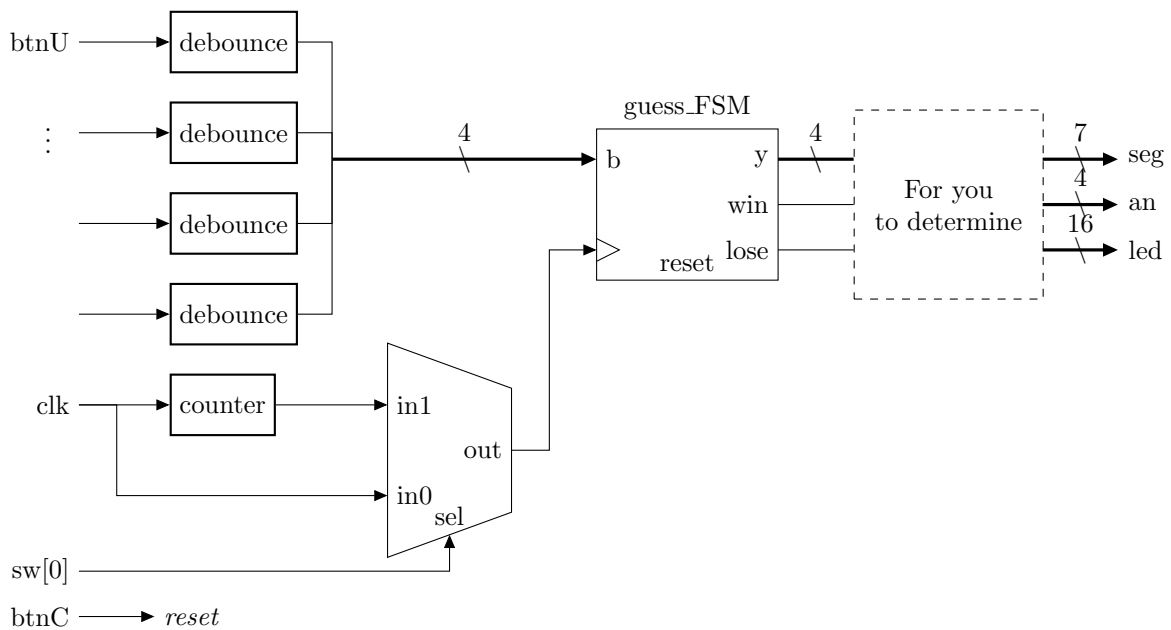 btnU
debounce
⋮
debounce
debounce
debounce
4
guess_FSM
b
y
win
lose
reset
4
For you
to determine
7
seg
4
an
16
led
clk
counter
in1
out
in0
sel
sw[0]
btnC
reset